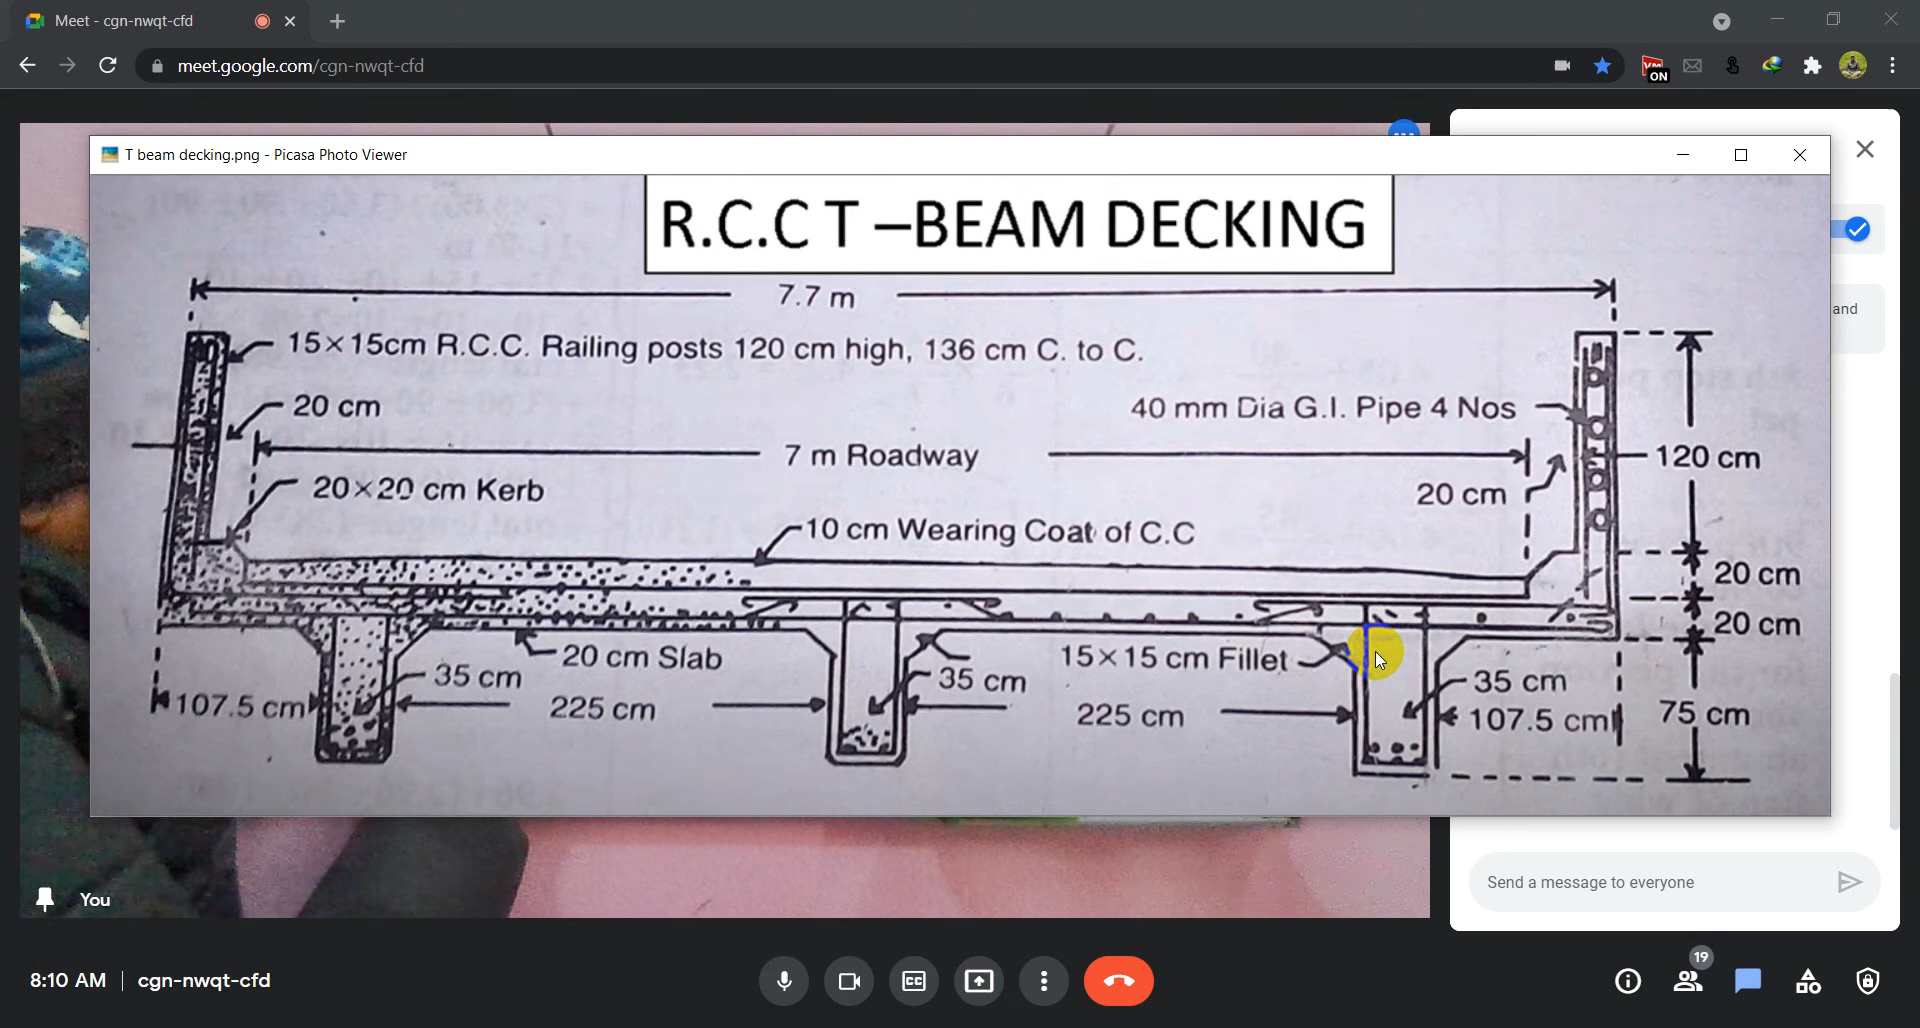 Meet - cgn-nwqt-cfd
meet.google.com/cgn-nwqt-cfd
ON
T beam decking.png - Picasa Photo Viewer
R.C.C T –BEAM DECKING
7.7 m
15×15cm R.C.C. Railing posts 120 cm high, 136 cm C. to C.
20 cm
40 mm Dia G.I. Pipe 4 Nos
7 m Roadway
120 cm
20×20 cm Kerb
20 cm
10 cm Wearing Coat of C.C
20 cm
20 cm
20 cm Slab
15×15 cm Fillet
35 cm
35 cm
35 cm
107.5 cm
225 cm
225 cm
107.5 cm
75 cm
and
Send a message to everyone
You
8:10 AM
cgn-nwqt-cfd
CC
19